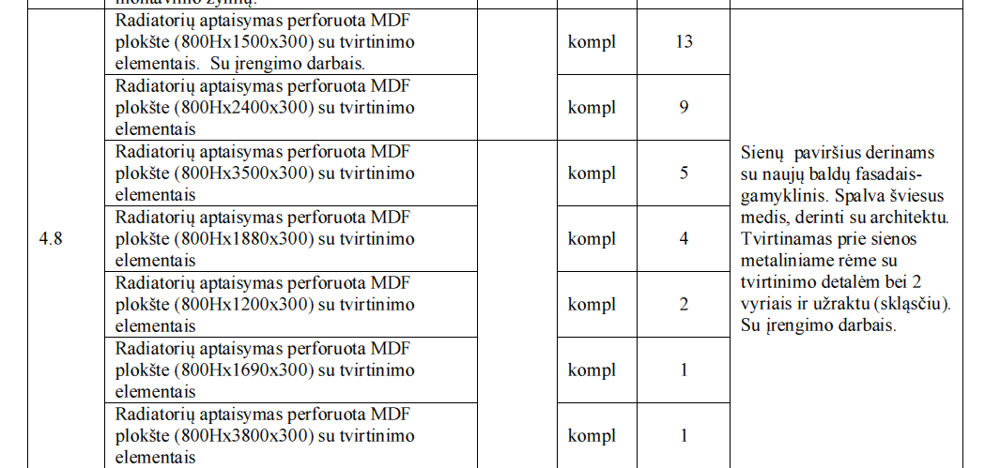 montavimo žymių.
Radiatorių aptaisymas perforuota MDF
plokšte (800Hx1500x300) su tvirtinimo
elementais.  Su įrengimo darbais.
kompl
13
Radiatorių aptaisymas perforuota MDF
plokšte (800Hx2400x300) su tvirtinimo
elementais
kompl
9
Radiatorių aptaisymas perforuota MDF
plokšte (800Hx3500x300) su tvirtinimo
elementais
kompl
5
4.8
Radiatorių aptaisymas perforuota MDF
plokšte (800Hx1880x300) su tvirtinimo
elementais
kompl
4
Radiatorių aptaisymas perforuota MDF
plokšte (800Hx1200x300) su tvirtinimo
elementais
kompl
2
Radiatorių aptaisymas perforuota MDF
plokšte (800Hx1690x300) su tvirtinimo
elementais
kompl
1
Radiatorių aptaisymas perforuota MDF
plokšte (800Hx3800x300) su tvirtinimo
elementais
kompl
1
Sienų  paviršius derinams
su naujų baldų fasadais-
gamyklinis. Spalva šviesus
medis, derinti su architektu.
Tvirtinamas prie sienos
metaliniame rėme su
tvirtinimo detalėm bei 2
vyriais ir užraktu (skląsčiu).
Su įrengimo darbais.